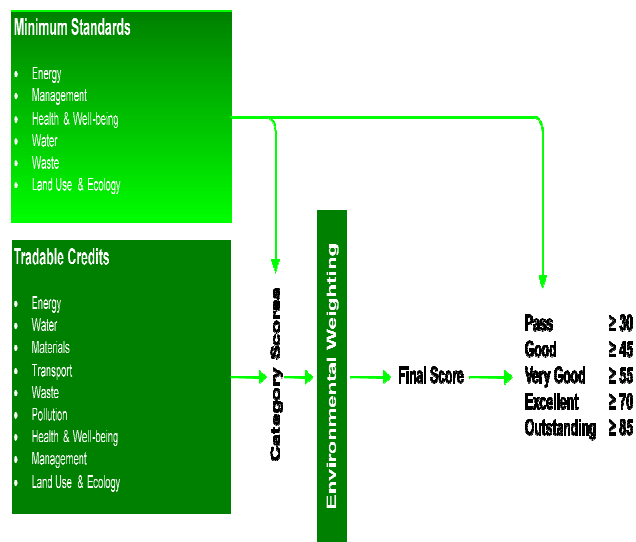 Minimum Standards
• Energy
• Management
• Health & Well-being
• Water
• Waste
• Land Use & Ecology
Tradable Credits
• Energy
• Water
• Materials
• Transport
• Waste
• Pollution
• Health & Well-being
• Management
• Land Use & Ecology
Category Scores
Environmental Weighting
Final Score
Pass ≥ 30
Good ≥ 45
Very Good ≥ 55
Excellent ≥ 70
Outstanding ≥ 85